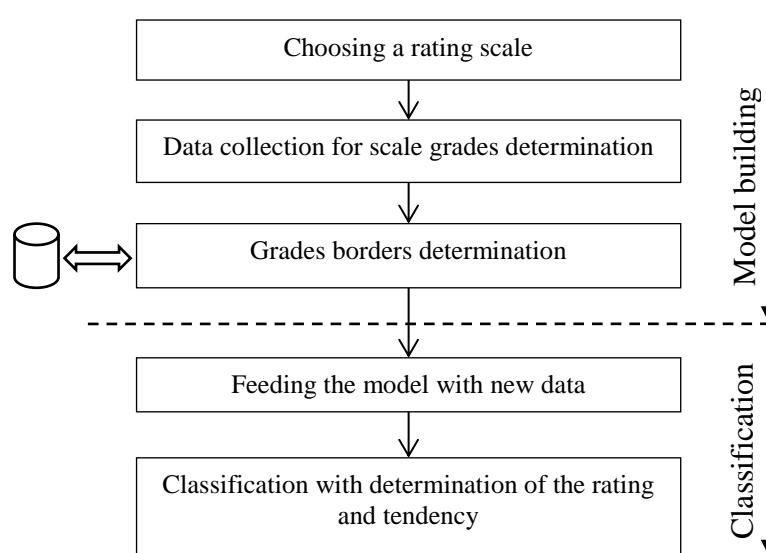 Choosing a rating scale
Data collection for scale grades determination
Grades borders determination
Model building
Feeding the model with new data
Classification with determination of the rating
and tendency
Classification